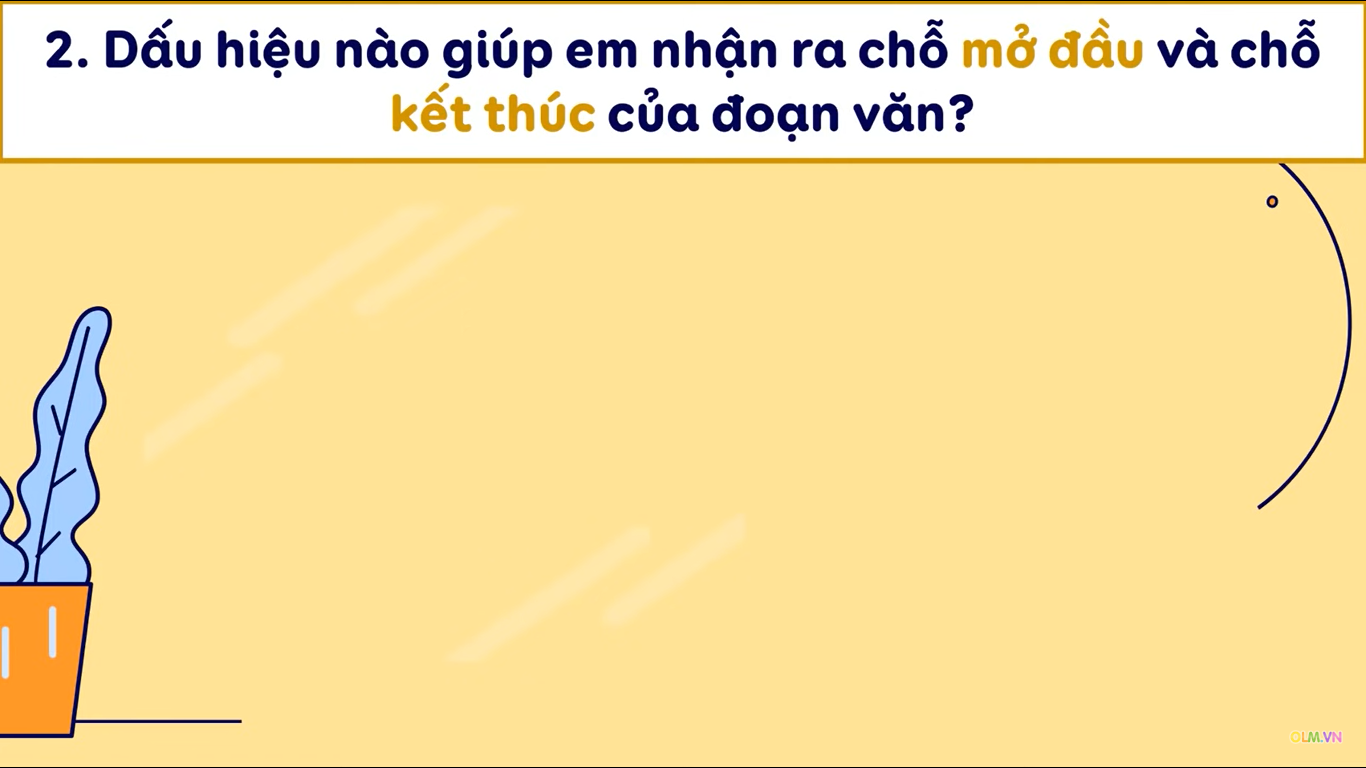 2. Dấu hiệu nào giúp em nhận ra chỗ mở đầu và chỗ
kết thúc của đoạn văn?
OLM.VN